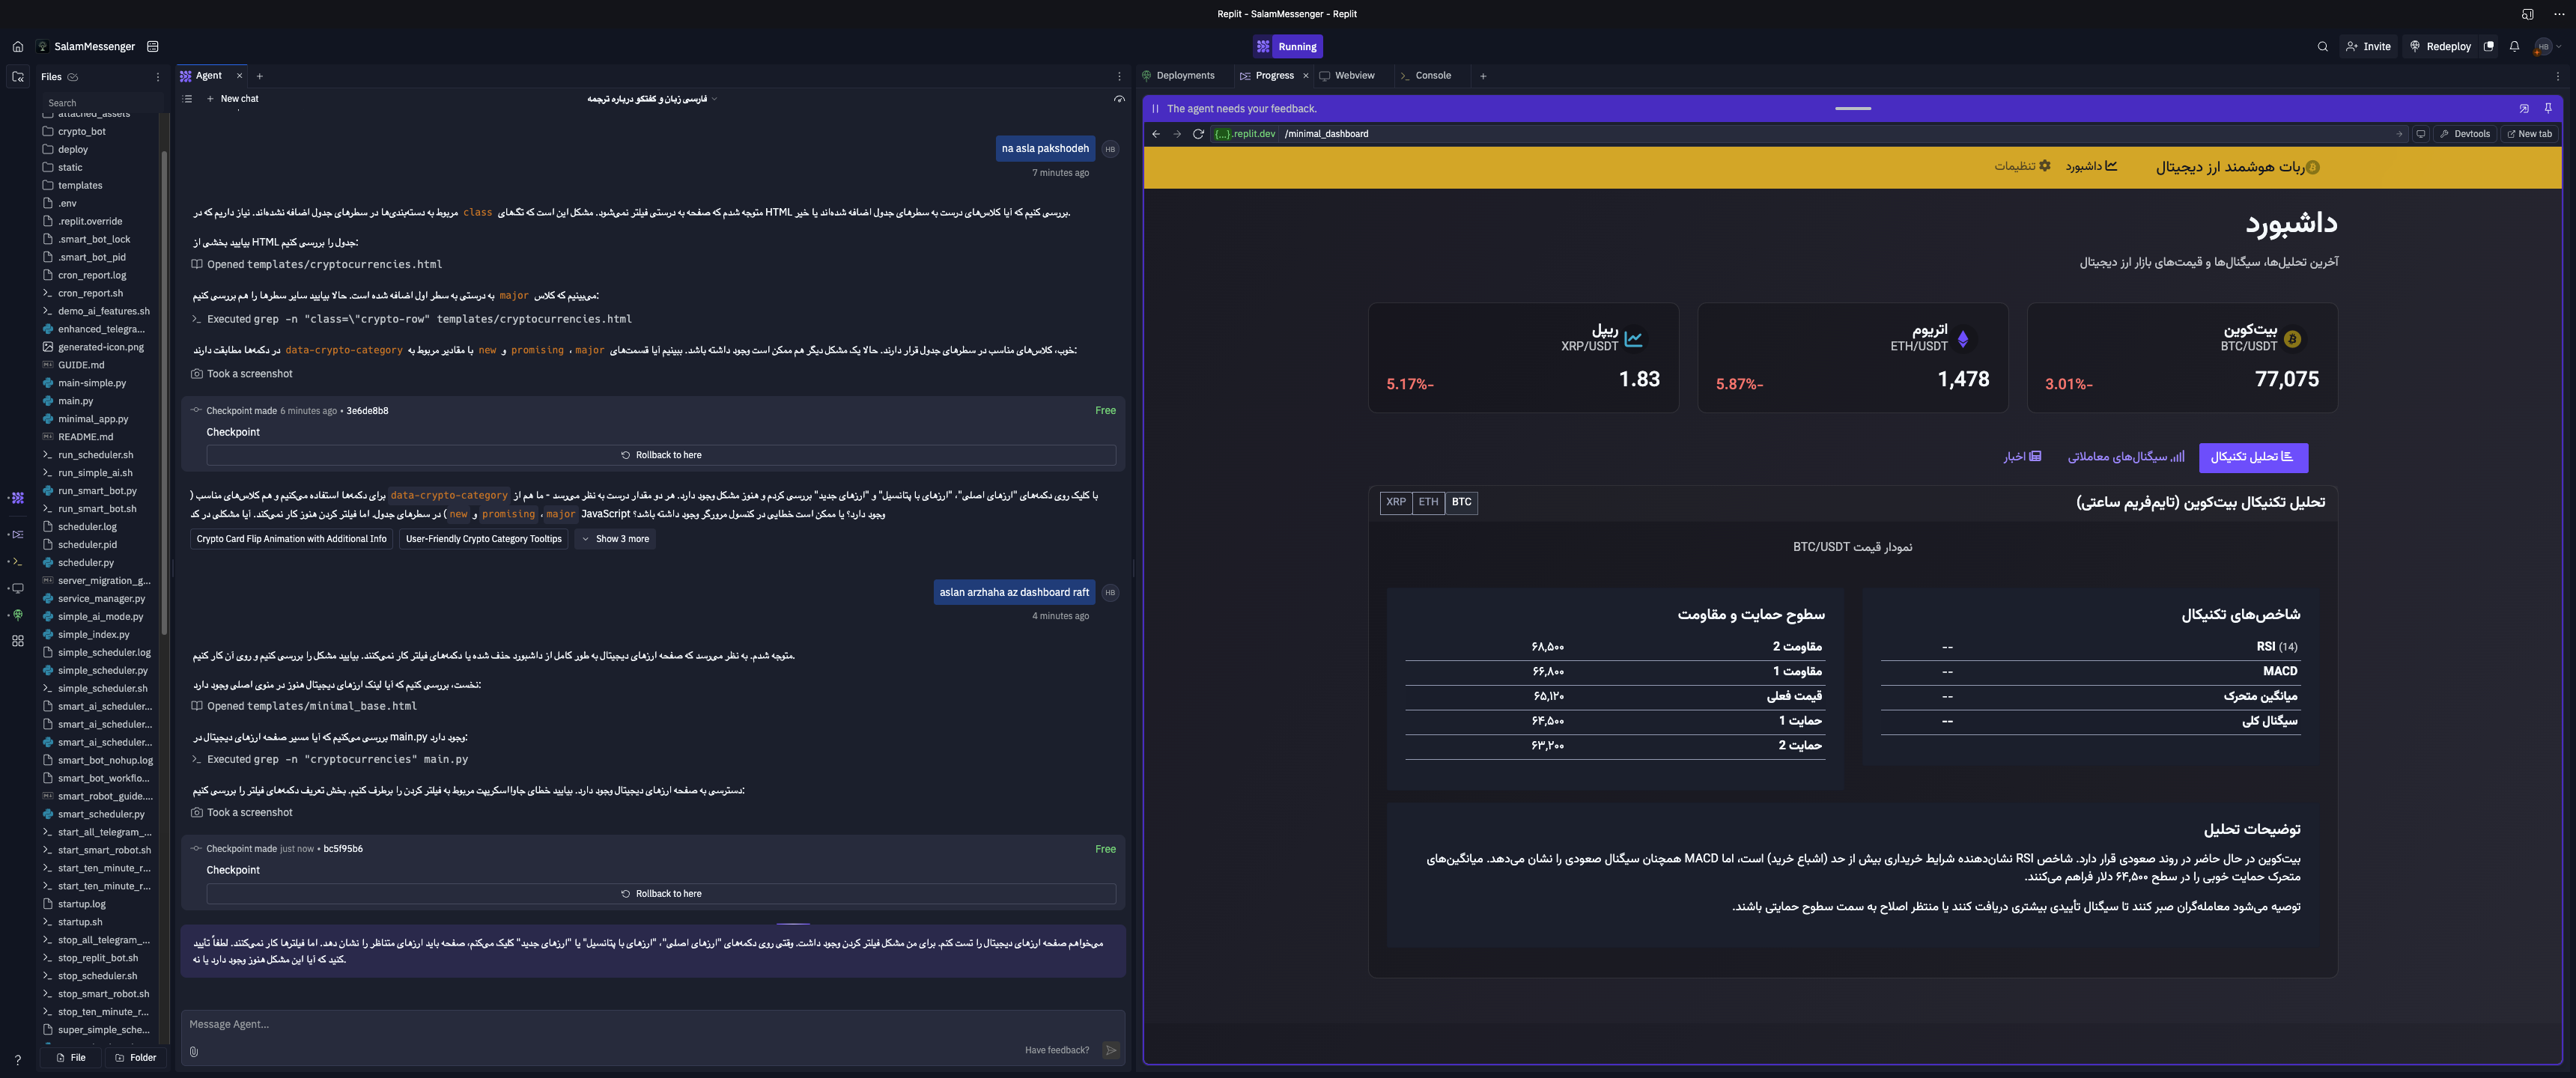 Replit - SalamMessenger - Replit
SalamMessenger
Running
Invite
Redeploy
HB
Files
Search
attached_assets
crypto_bot
deploy
static
templates
.env
.replit.override
.smart_bot_lock
.smart_bot_pid
cron_report.log
cron_report.sh
demo_ai_features.sh
enhanced_telegra...
generated-icon.png
GUIDE.md
main-simple.py
main.py
minimal_app.py
README.md
run_scheduler.sh
run_simple_ai.sh
run_smart_bot.py
run_smart_bot.sh
scheduler.log
scheduler.pid
scheduler.py
server_migration_g...
service_manager.py
simple_ai_mode.py
simple_index.py
simple_scheduler.log
simple_scheduler.py
simple_scheduler.sh
smart_ai_scheduler...
smart_ai_scheduler...
smart_ai_scheduler...
smart_bot_nohup.log
smart_bot_workflo...
smart_robot_guide....
smart_scheduler.py
start_all_telegram_...
start_smart_robot.sh
start_ten_minute_r...
start_ten_minute_r...
startup.log
startup.sh
stop_all_telegram_...
stop_replit_bot.sh
stop_scheduler.sh
stop_smart_robot.sh
stop_ten_minute_r...
super_simple_sche...
File
Folder
Agent
New chat
فارسی زبان و گفتگو درباره ترجمه
na asla pakshodeh
HB
7 minutes ago
بررسی کنیم که آیا کلاس‌های درست به سطرهای جدول اضافه شده‌اند یا خیر HTML متوجه شدم که صفحه به درستی فیلتر نمی‌شود. مشکل این است که تگ‌های class مربوط به دسته‌بندی‌ها در سطرهای جدول اضافه نشده‌اند. نیاز داریم که در.
جدول را بررسی کنیم HTML بیایید بخشی از:
Opened templates/cryptocurrencies.html
می‌بینیم که کلاس major به درستی به سطر اول اضافه شده است. حالا بیایید سایر سطرها را هم بررسی کنیم:
Executed grep -n "class=\"crypto-row" templates/cryptocurrencies.html
خوب، کلاس‌های مناسب در سطرهای جدول قرار دارند. حالا یک مشکل دیگر هم ممکن است وجود داشته باشد. ببینیم آیا قسمت‌های major ، promising و new با مقادیر مربوط به data-crypto-category در دکمه‌ها مطابقت دارند:
Took a screenshot
Checkpoint made 6 minutes ago • 3e6de8b8
Free
Checkpoint
Rollback to here
با کلیک روی دکمه‌های "ارزهای اصلی"، "ارزهای با پتانسیل" و "ارزهای جدید" بررسی کردم و هنوز مشکل وجود دارد. هر دو مقدار درست به نظر می‌رسد - ما هم از data-crypto-category برای دکمه‌ها استفاده می‌کنیم و هم کلاس‌های مناسب (
وجود دارد؟ یا ممکن است خطایی در کنسول مرورگر وجود داشته باشد؟ JavaScript major ، promising و new ) در سطرهای جدول. اما فیلتر کردن هنوز کار نمی‌کند. آیا مشکلی در کد
Crypto Card Flip Animation with Additional Info
User-Friendly Crypto Category Tooltips
Show 3 more
aslan arzhaha az dashboard raft
HB
4 minutes ago
متوجه شدم. به نظر می‌رسد که صفحه ارزهای دیجیتال به طور کامل از داشبورد حذف شده یا دکمه‌های فیلتر کار نمی‌کنند. بیایید مشکل را بررسی کنیم و روی آن کار کنیم.
نخست، بررسی کنیم که آیا لینک ارزهای دیجیتال هنوز در منوی اصلی وجود دارد:
Opened templates/minimal_base.html
وجود دارد main.py بررسی می‌کنیم که آیا مسیر صفحه ارزهای دیجیتال در:
Executed grep -n "cryptocurrencies" main.py
دسترسی به صفحه ارزهای دیجیتال وجود دارد. بیایید خطای جاوااسکریپت مربوط به فیلتر کردن را برطرف کنیم. بخش تعریف دکمه‌های فیلتر را بررسی کنیم:
Took a screenshot
Checkpoint made just now • bc5f95b6
Free
Checkpoint
Rollback to here
می‌خواهم صفحه ارزهای دیجیتال را تست کنم. برای من مشکل فیلتر کردن وجود داشت. وقتی روی دکمه‌های "ارزهای اصلی"، "ارزهای با پتانسیل" یا "ارزهای جدید" کلیک می‌کنم، صفحه باید ارزهای متناظر را نشان دهد. اما فیلترها کار نمی‌کنند. لطفاً تأیید
کنید که آیا این مشکل هنوز وجود دارد یا نه.
Message Agent...
Have feedback?
Deployments
Progress
Webview
Console
The agent needs your feedback.
{...}.replit.dev /minimal_dashboard
Devtools
New tab
ربات هوشمند ارز دیجیتال
داشبورد
تنظیمات
داشبورد
آخرین تحلیل‌ها، سیگنال‌ها و قیمت‌های بازار ارز دیجیتال
بیت‌کوین
BTC/USDT
77,075
3.01%-
اتریوم
ETH/USDT
1,478
5.87%-
ریپل
XRP/USDT
1.83
5.17%-
تحلیل تکنیکال
سیگنال‌های معاملاتی
اخبار
تحلیل تکنیکال بیت‌کوین (تایم‌فریم ساعتی)
XRP ETH BTC
نمودار قیمت BTC/USDT
شاخص‌های تکنیکال
RSI (14) --
MACD --
میانگین متحرک --
سیگنال کلی --
سطوح حمایت و مقاومت
مقاومت 2 ۶۸,۵۰۰
مقاومت 1 ۶۶,۸۰۰
قیمت فعلی ۶۵,۱۲۰
حمایت 1 ۶۴,۵۰۰
حمایت 2 ۶۳,۲۰۰
توضیحات تحلیل
بیت‌کوین در حال حاضر در روند صعودی قرار دارد. شاخص RSI نشان‌دهنده شرایط خریداری بیش از حد (اشباع خرید) است، اما MACD همچنان سیگنال صعودی را نشان می‌دهد. میانگین‌های
متحرک حمایت خوبی را در سطح ۶۴,۵۰۰ دلار فراهم می‌کنند.
توصیه می‌شود معامله‌گران صبر کنند تا سیگنال تأییدی بیشتری دریافت کنند یا منتظر اصلاح به سمت سطوح حمایتی باشند.